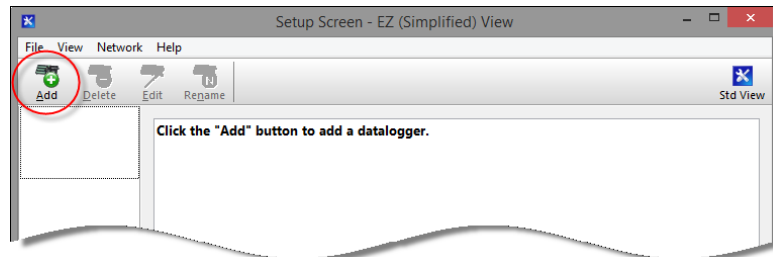 Setup Screen - EZ (Simplified) View
File View Network Help
Add Delete Edit Rename Std View
Click the "Add" button to add a datalogger.